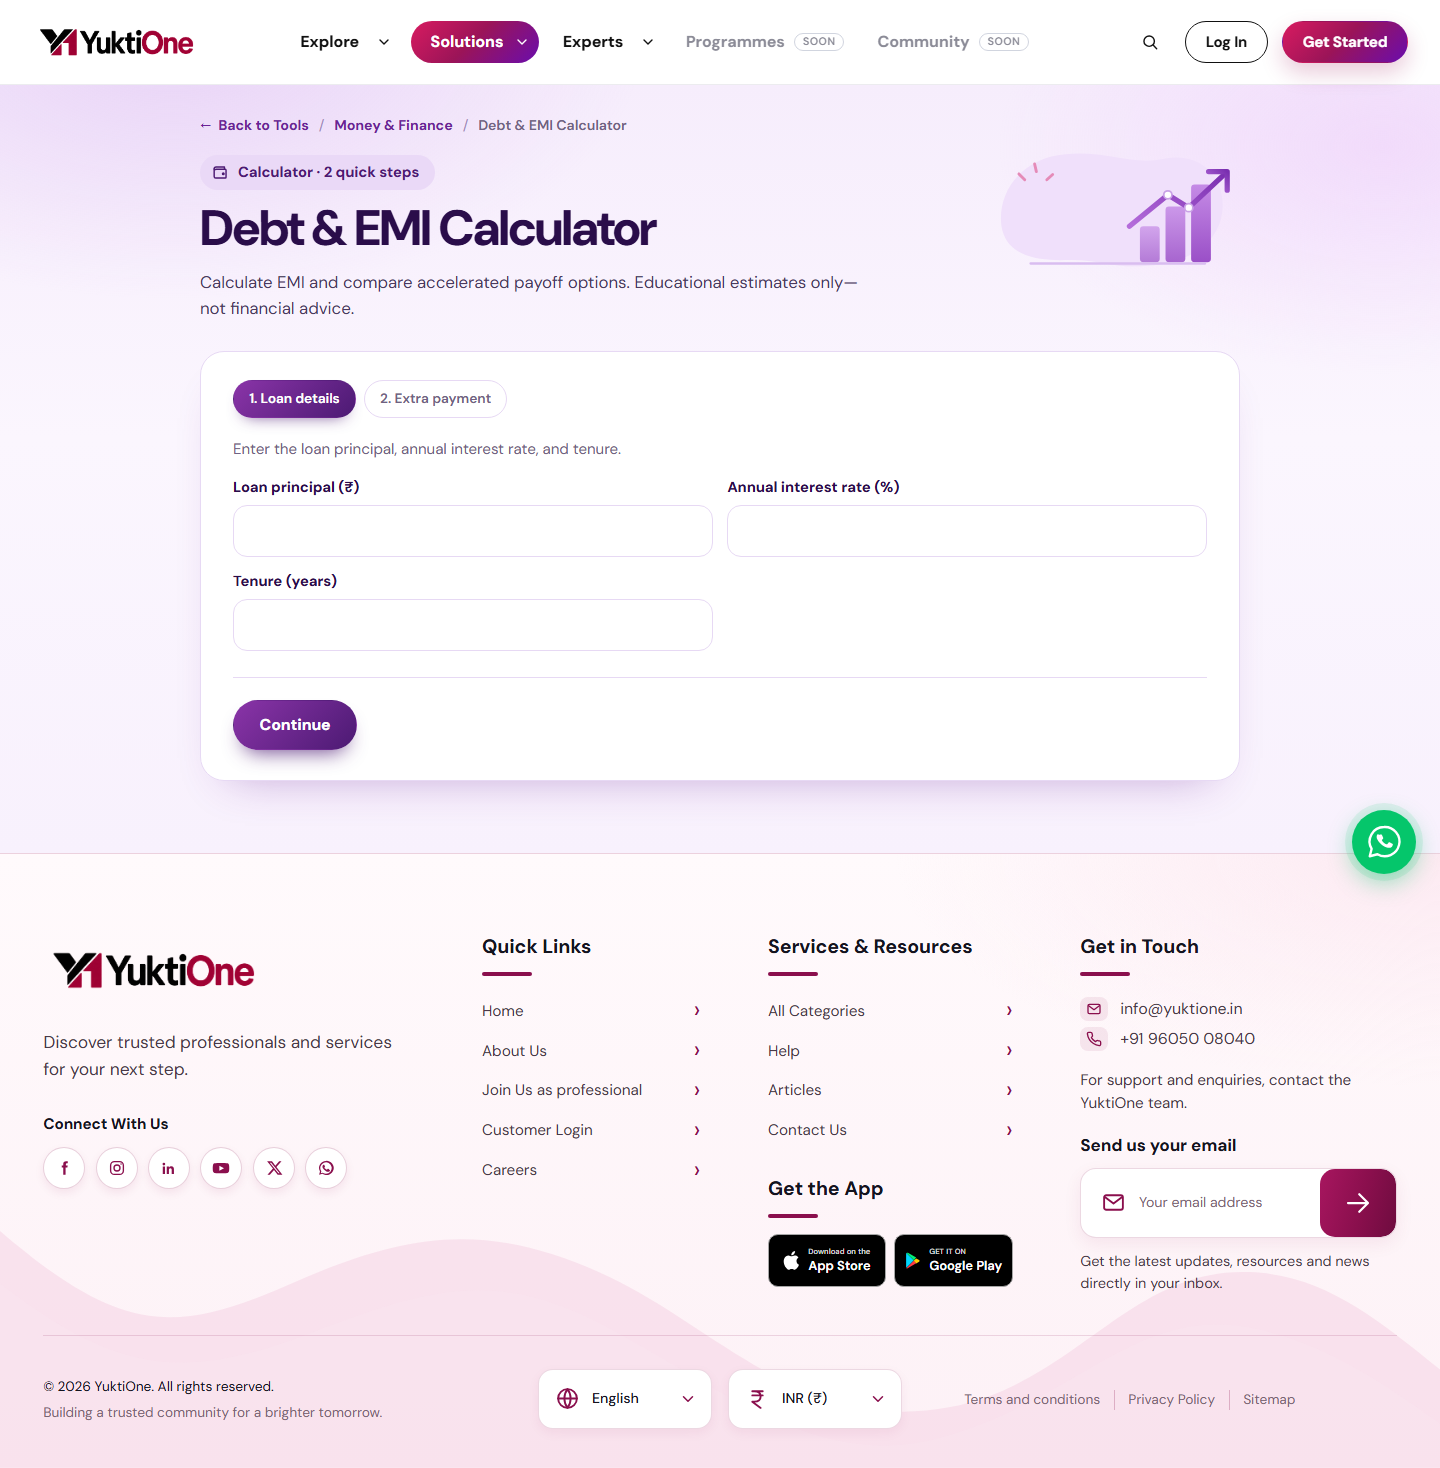 YuktiOne
Explore
Solutions
Experts
Programmes SOON
Community SOON
Log In
Get Started
← Back to Tools / Money & Finance / Debt & EMI Calculator
Calculator · 2 quick steps
Debt & EMI Calculator
Calculate EMI and compare accelerated payoff options. Educational estimates only—
not financial advice.
1. Loan details
2. Extra payment
Enter the loan principal, annual interest rate, and tenure.
Loan principal (₹)
Annual interest rate (%)
Tenure (years)
Continue
YuktiOne
Discover trusted professionals and services
for your next step.
Connect With Us
Quick Links
Home ›
About Us ›
Join Us as professional ›
Customer Login ›
Careers ›
Services & Resources
All Categories ›
Help ›
Articles ›
Contact Us ›
Get the App
Download on the
App Store
GET IT ON
Google Play
Get in Touch
info@yuktione.in
+91 96050 08040
For support and enquiries, contact the
YuktiOne team.
Send us your email
Your email address
Get the latest updates, resources and news
directly in your inbox.
© 2026 YuktiOne. All rights reserved.
Building a trusted community for a brighter tomorrow.
English
₹ INR (₹)
Terms and conditions
Privacy Policy
Sitemap